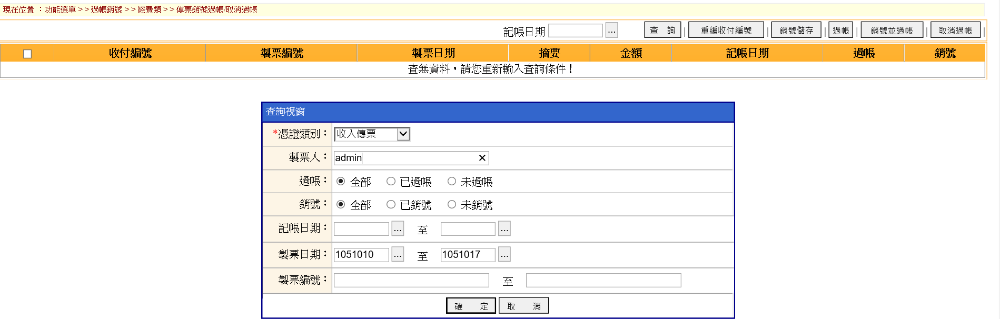 現在位置 ：功能選單 > > 過帳銷號 > > 經費類 > > 傳票銷號過帳/取消過帳
記帳日期 ... 查 詢 | 重編收付編號 | 銷號儲存 | 過帳 | 銷號並過帳 | 取消過帳 |
收付編號 製票編號 製票日期 摘要 金額 記帳日期 過帳 銷號
查無資料，請您重新輸入查詢條件！
查詢視窗
*憑證類別： 收入傳票
製票人： admin ✕
過帳： 全部 已過帳 未過帳
銷號： 全部 已銷號 未銷號
記帳日期： ... 至 ...
製票日期： 1051010 ... 至 1051017 ...
製票編號： 至
確 定 取 消